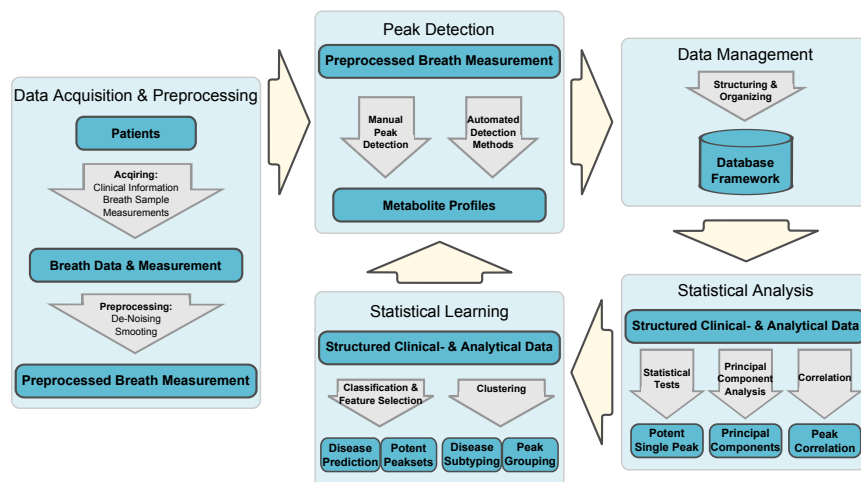 Data Acquisition & Preprocessing
Patients
Acqiring:
Clinical Information
Breath Sample
Measurements
Breath Data & Measurement
Preprocessing:
De-Noising
Smooting
Preprocessed Breath Measurement
Peak Detection
Preprocessed Breath Measurement
Manual
Peak
Detection
Automated
Detection
Methods
Metabolite Profiles
Data Management
Structuring &
Organizing
Database
Framework
Statistical Analysis
Structured Clinical- & Analytical Data
Statistical
Tests
Principal
Component
Analysis
Correlation
Potent
Single Peak
Principal
Components
Peak
Correlation
Statistical Learning
Structured Clinical- & Analytical Data
Classification &
Feature Selection
Clustering
Disease
Prediction
Potent
Peaksets
Disease
Subtyping
Peak
Grouping